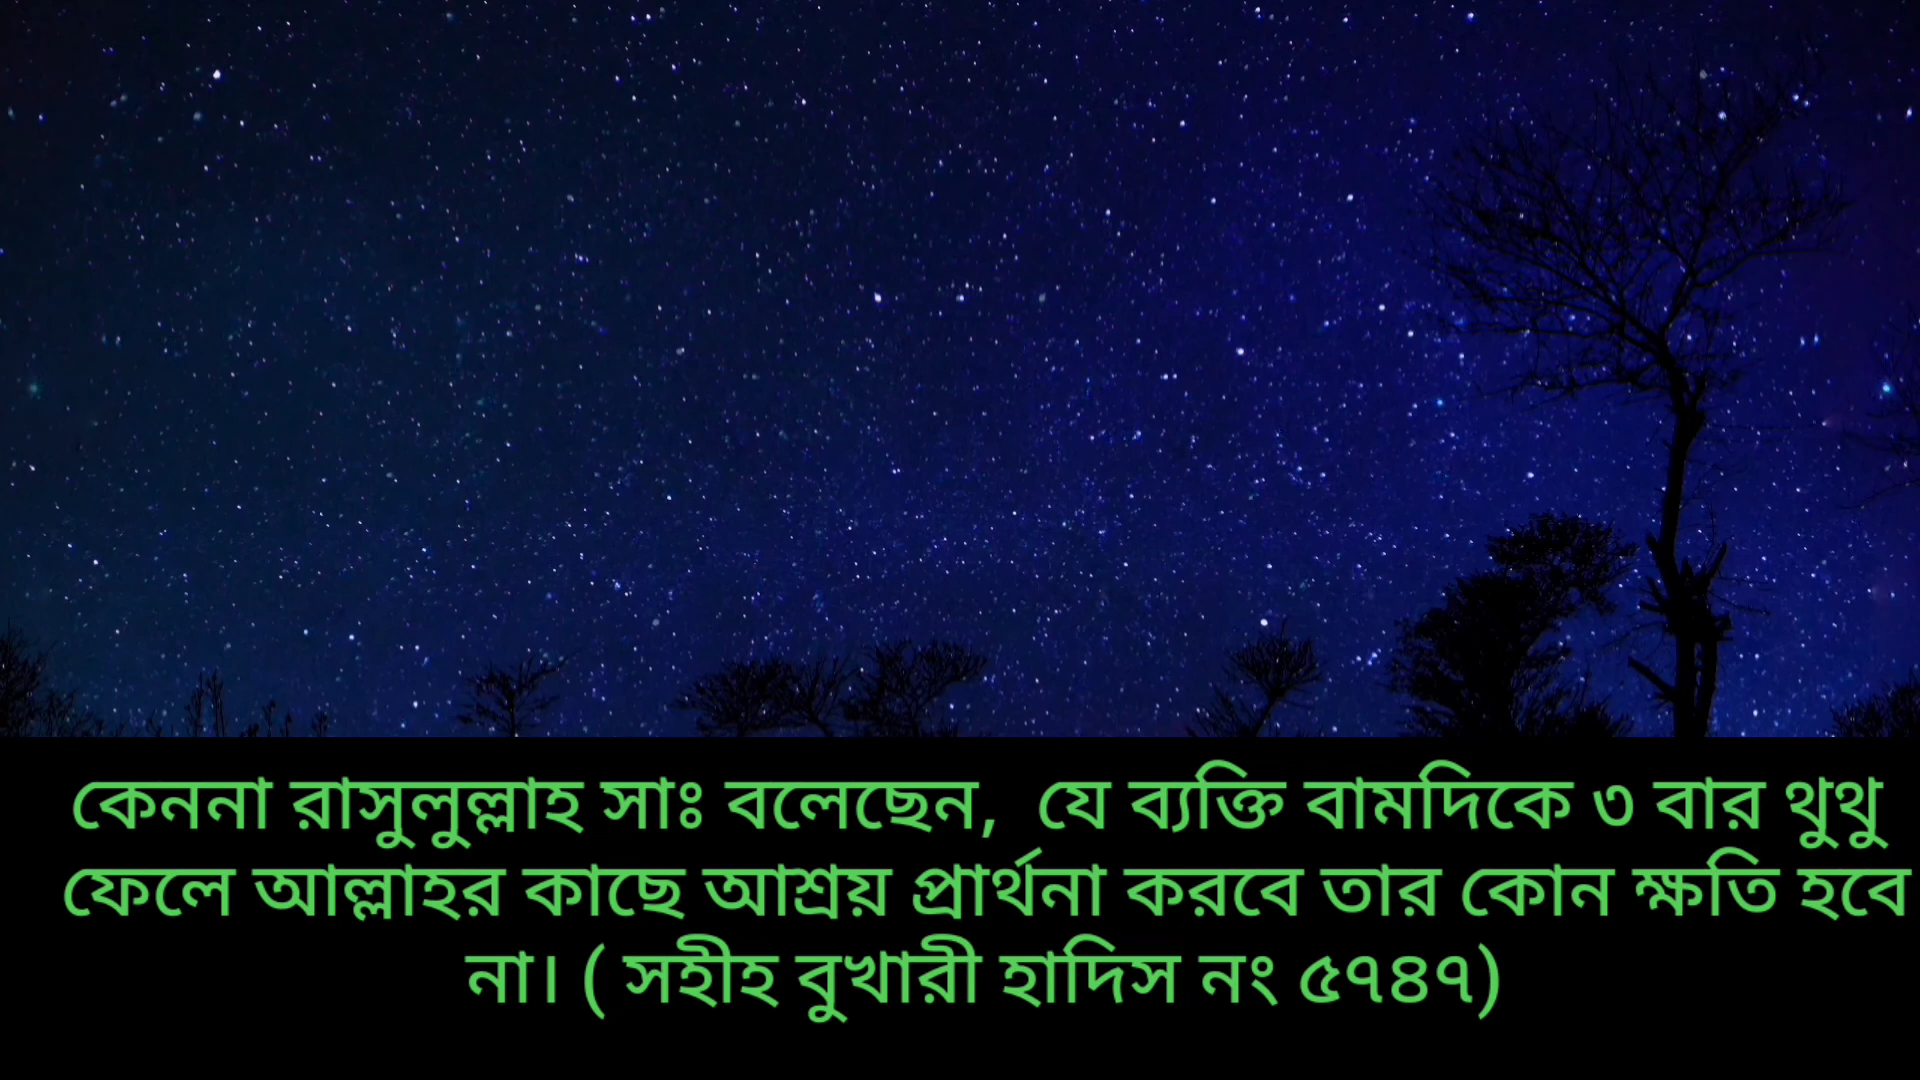 কেননা রাসুলুল্লাহ সাঃ বলেছেন,  যে ব্যক্তি বামদিকে ৩ বার থুথু
ফেলে আল্লাহর কাছে আশ্রয় প্রার্থনা করবে তার কোন ক্ষতি হবে
না। ( সহীহ বুখারী হাদিস নং ৫৭৪৭)